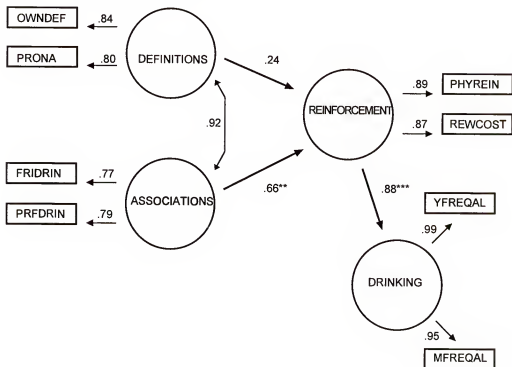 OWNDEF
.84
DEFINITIONS
PRONA
.80
.24
.89
PHYREIN
REINFORCEMENT
.87
REWCOST
.92
FRIDRIN
.77
ASSOCIATIONS
.66**
PRFDRIN
.79
.88***
YFREQAL
.99
DRINKING
.95
MFREQAL